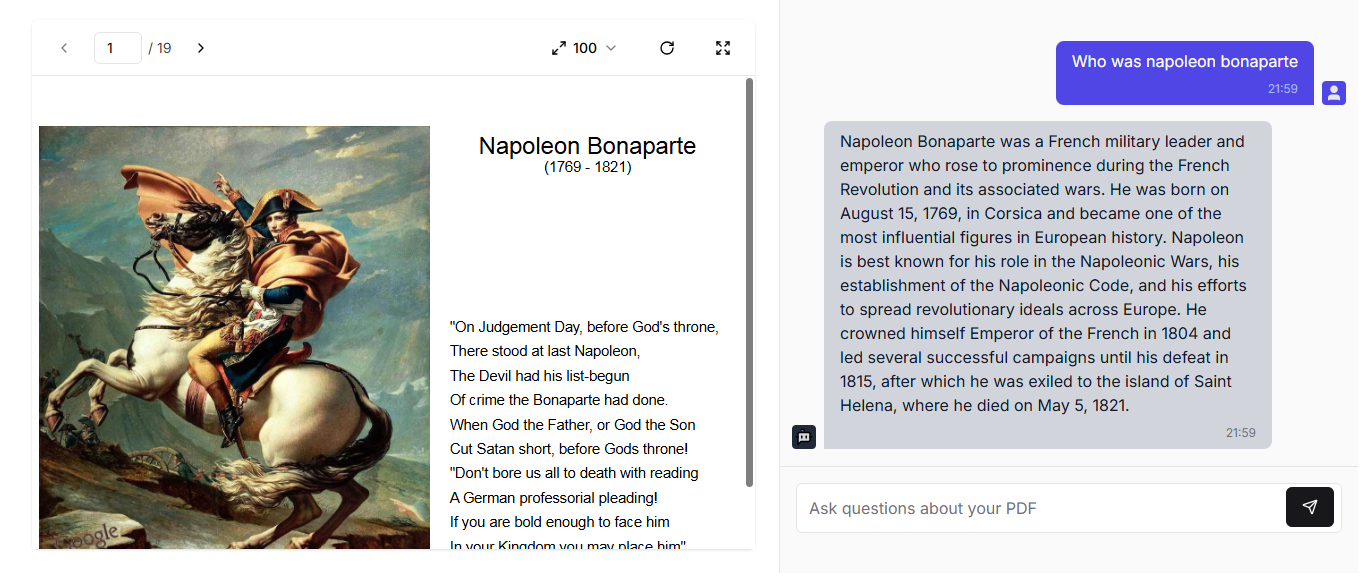 1 / 19
100
Napoleon Bonaparte
(1769 - 1821)
"On Judgement Day, before God's throne,
There stood at last Napoleon,
The Devil had his list-begun
Of crime the Bonaparte had done.
When God the Father, or God the Son
Cut Satan short, before Gods throne!
"Don't bore us all to death with reading
A German professorial pleading!
If you are bold enough to face him
In your Kingdom you may place him"
Google
Who was napoleon bonaparte
21:59
Napoleon Bonaparte was a French military leader and
emperor who rose to prominence during the French
Revolution and its associated wars. He was born on
August 15, 1769, in Corsica and became one of the
most influential figures in European history. Napoleon
is best known for his role in the Napoleonic Wars, his
establishment of the Napoleonic Code, and his efforts
to spread revolutionary ideals across Europe. He
crowned himself Emperor of the French in 1804 and
led several successful campaigns until his defeat in
1815, after which he was exiled to the island of Saint
Helena, where he died on May 5, 1821.
21:59
Ask questions about your PDF